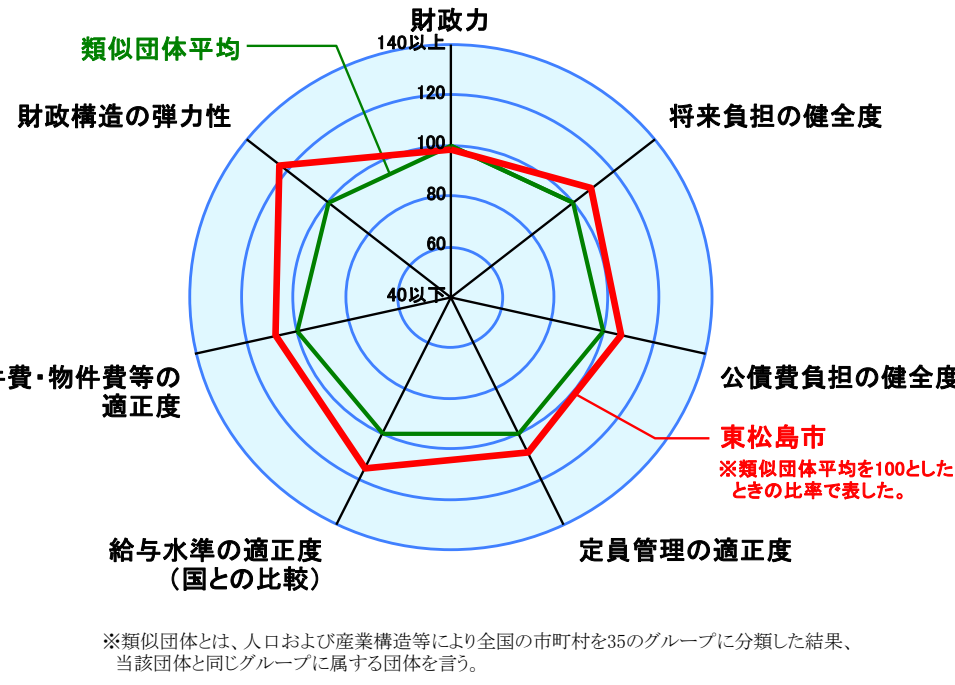 財政力
140以上
類似団体平均
120
財政構造の弾力性
将来負担の健全度
100
80
60
40以下
件費・物件費等の
適正度
公債費負担の健全度
東松島市
※類似団体平均を100とした
ときの比率で表した。
給与水準の適正度
（国との比較）
定員管理の適正度
※類似団体とは、人口および産業構造等により全国の市町村を35のグループに分類した結果、
当該団体と同じグループに属する団体を言う。